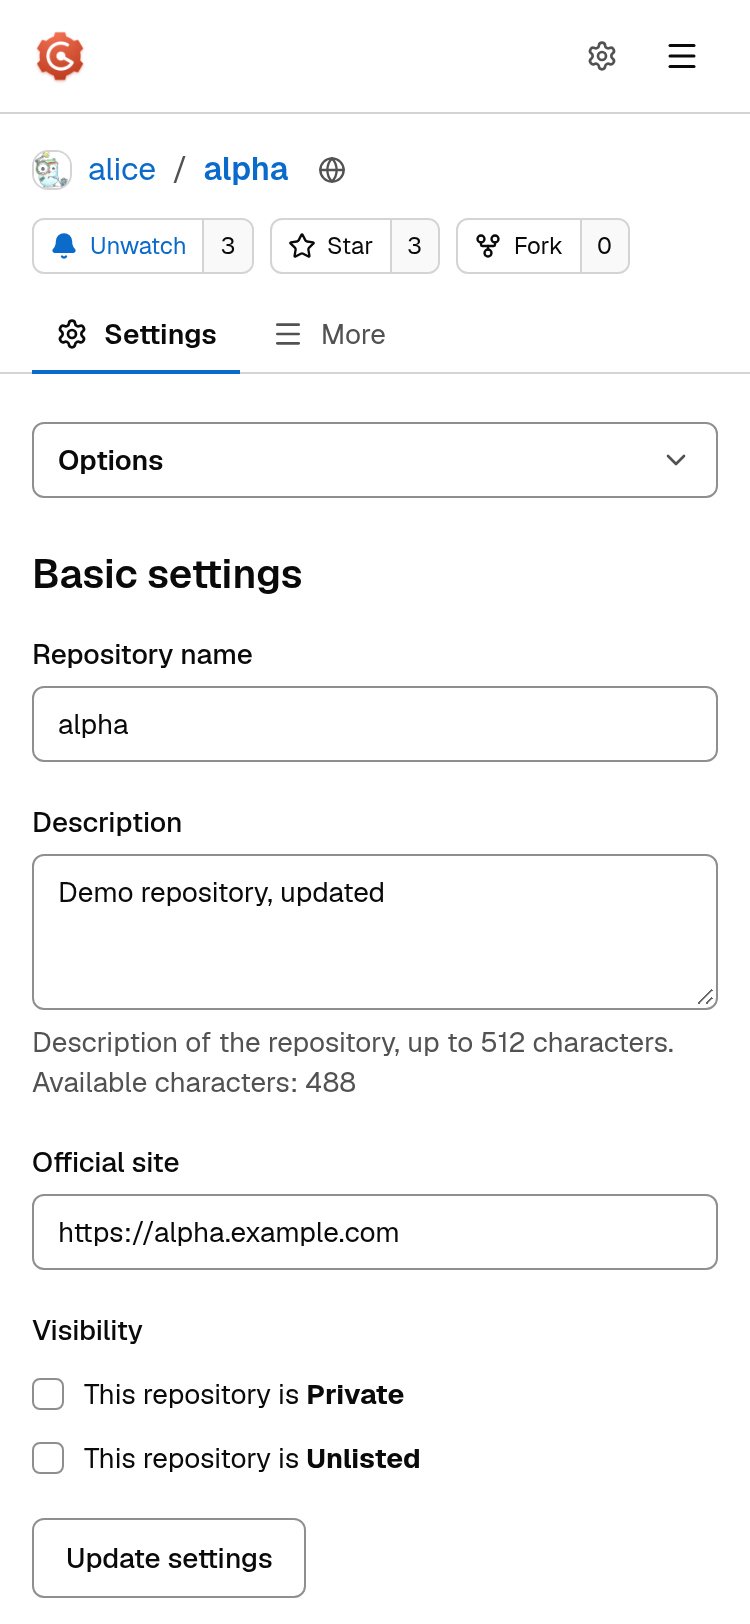 alice / alpha
Unwatch 3 Star 3 Fork 0
Settings More
Options
Basic settings
Repository name
alpha
Description
Demo repository, updated
Description of the repository, up to 512 characters.
Available characters: 488
Official site
https://alpha.example.com
Visibility
This repository is Private
This repository is Unlisted
Update settings